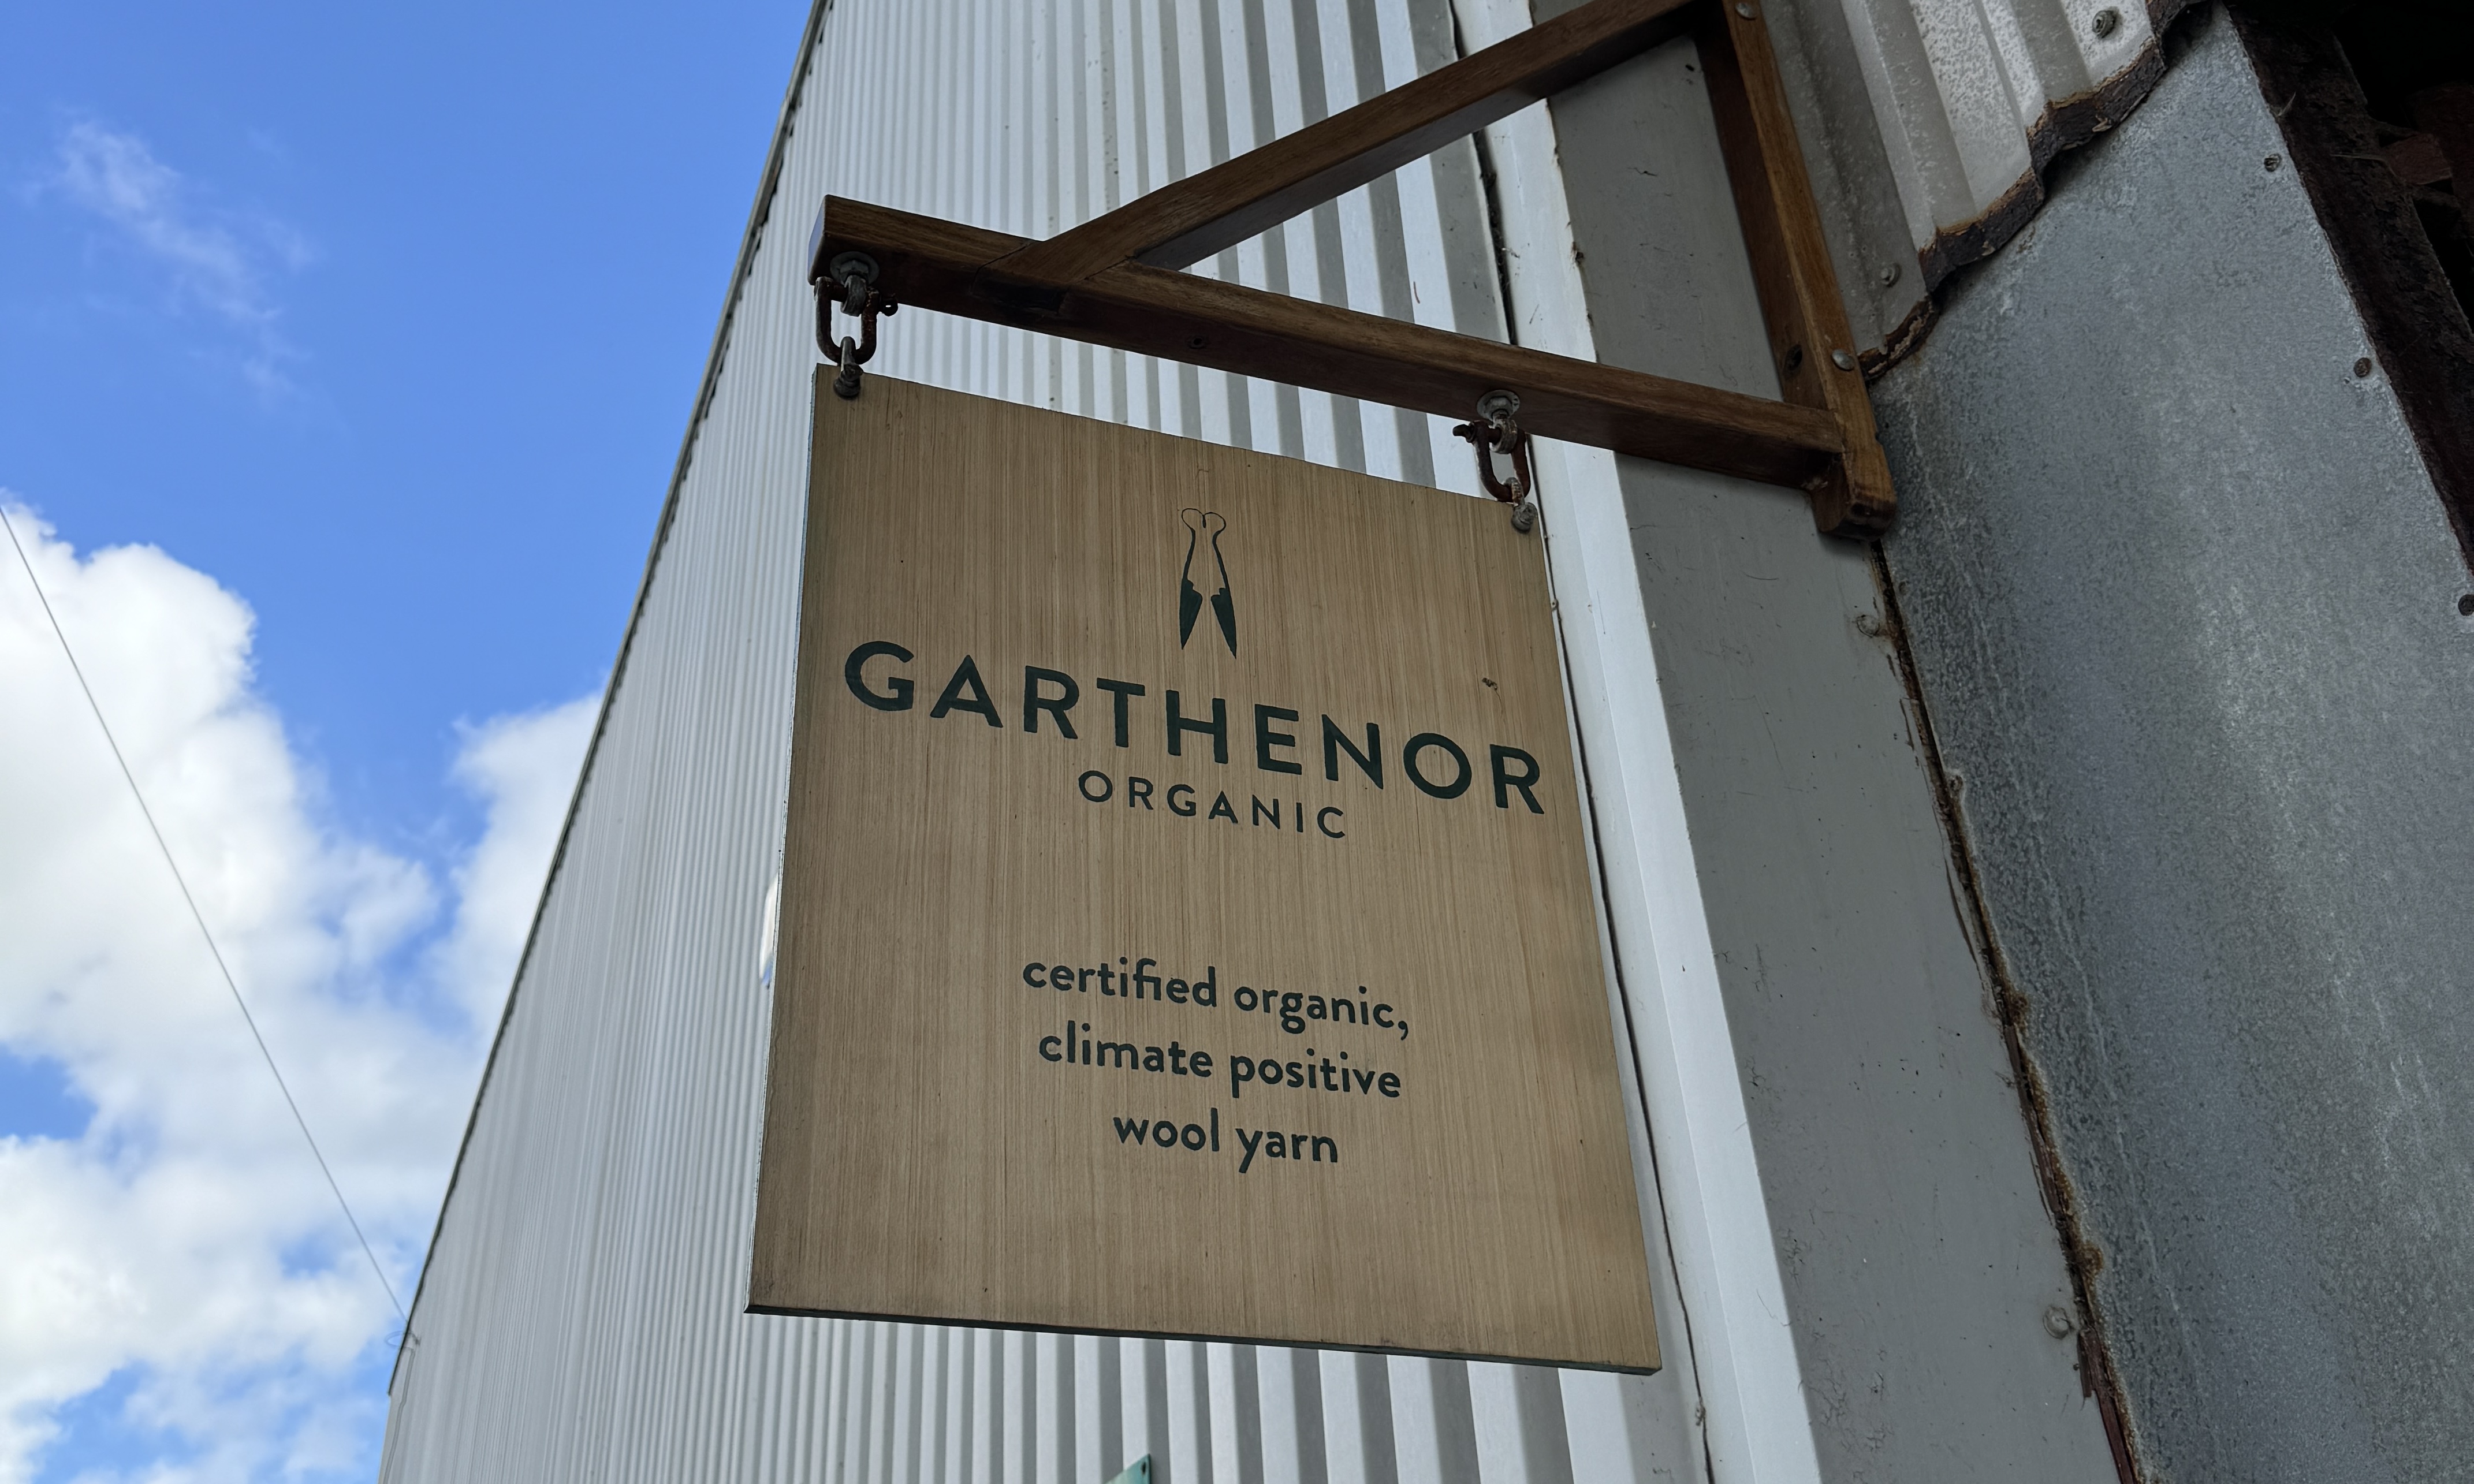 GARTHENOR
ORGANIC
certified organic,
climate positive
wool yarn